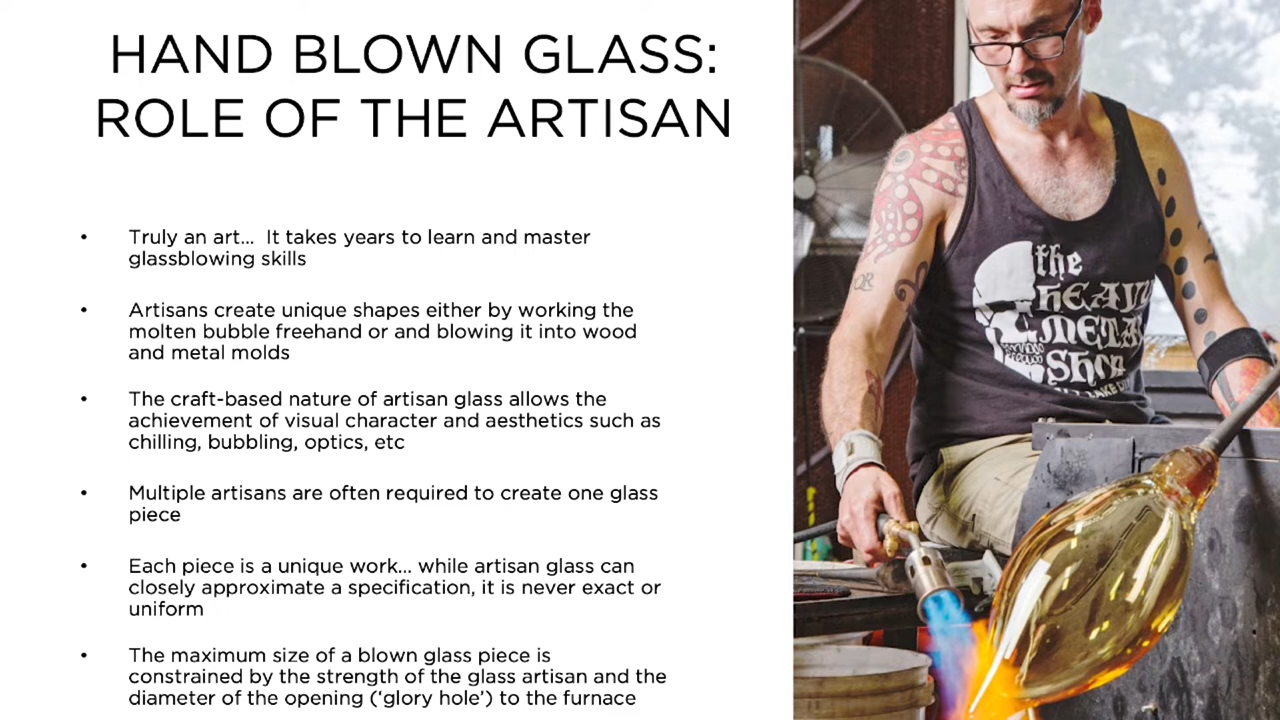 HAND BLOWN GLASS:
ROLE OF THE ARTISAN
• Truly an art... It takes years to learn and master
glassblowing skills
• Artisans create unique shapes either by working the
molten bubble freehand or and blowing it into wood
and metal molds
• The craft-based nature of artisan glass allows the
achievement of visual character and aesthetics such as
chilling, bubbling, optics, etc
• Multiple artisans are often required to create one glass
piece
• Each piece is a unique work... while artisan glass can
closely approximate a specification, it is never exact or
uniform
• The maximum size of a blown glass piece is
constrained by the strength of the glass artisan and the
diameter of the opening (‘glory hole’) to the furnace
the
HEAVY
METAL
Shop